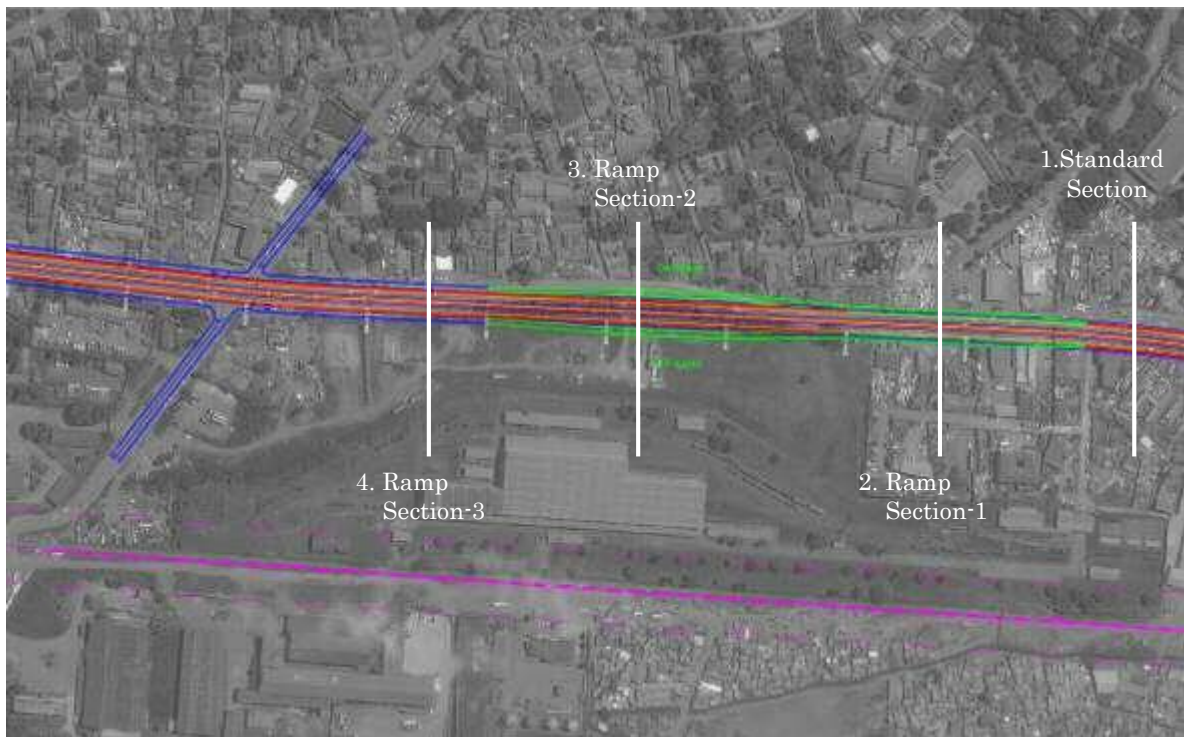 1.Standard
Section
3. Ramp
Section-2
4. Ramp
Section-3
2. Ramp
Section-1